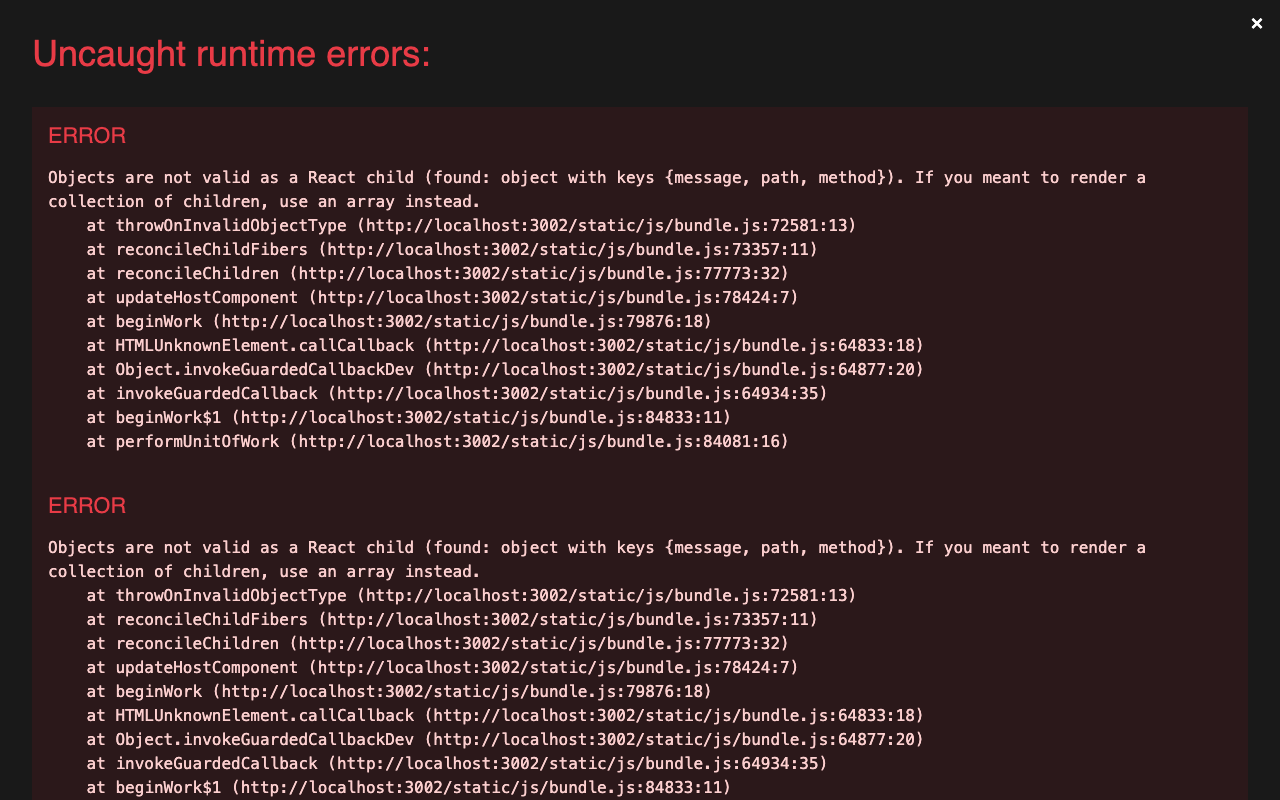 ×
Uncaught runtime errors:
ERROR
Objects are not valid as a React child (found: object with keys {message, path, method}). If you meant to render a
collection of children, use an array instead.
    at throwOnInvalidObjectType (http://localhost:3002/static/js/bundle.js:72581:13)
    at reconcileChildFibers (http://localhost:3002/static/js/bundle.js:73357:11)
    at reconcileChildren (http://localhost:3002/static/js/bundle.js:77773:32)
    at updateHostComponent (http://localhost:3002/static/js/bundle.js:78424:7)
    at beginWork (http://localhost:3002/static/js/bundle.js:79876:18)
    at HTMLUnknownElement.callCallback (http://localhost:3002/static/js/bundle.js:64833:18)
    at Object.invokeGuardedCallbackDev (http://localhost:3002/static/js/bundle.js:64877:20)
    at invokeGuardedCallback (http://localhost:3002/static/js/bundle.js:64934:35)
    at beginWork$1 (http://localhost:3002/static/js/bundle.js:84833:11)
    at performUnitOfWork (http://localhost:3002/static/js/bundle.js:84081:16)
ERROR
Objects are not valid as a React child (found: object with keys {message, path, method}). If you meant to render a
collection of children, use an array instead.
    at throwOnInvalidObjectType (http://localhost:3002/static/js/bundle.js:72581:13)
    at reconcileChildFibers (http://localhost:3002/static/js/bundle.js:73357:11)
    at reconcileChildren (http://localhost:3002/static/js/bundle.js:77773:32)
    at updateHostComponent (http://localhost:3002/static/js/bundle.js:78424:7)
    at beginWork (http://localhost:3002/static/js/bundle.js:79876:18)
    at HTMLUnknownElement.callCallback (http://localhost:3002/static/js/bundle.js:64833:18)
    at Object.invokeGuardedCallbackDev (http://localhost:3002/static/js/bundle.js:64877:20)
    at invokeGuardedCallback (http://localhost:3002/static/js/bundle.js:64934:35)
    at beginWork$1 (http://localhost:3002/static/js/bundle.js:84833:11)